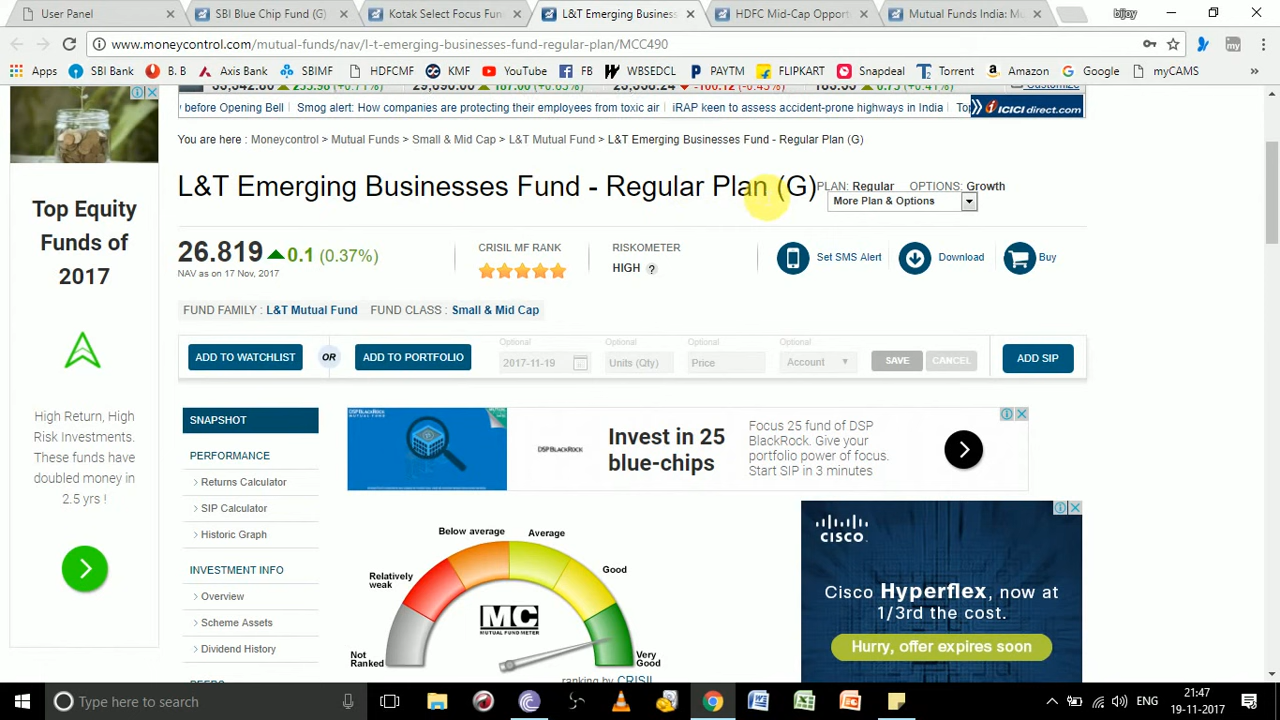 User Panel
SBI Blue Chip Fund (G)
Kotak Select Focus Fun
L&T Emerging Business
HDFC Mid-Cap Opport
Mutual Funds India: Mu
bijoy
www.moneycontrol.com/mutual-funds/nav/l-t-emerging-businesses-fund-regular-plan/MCC490
Apps
SBI Bank
B. B
Axis Bank
SBIMF
HDFCMF
KMF
YouTube
FB
WBSEDCL
PAYTM
FLIPKART
Snapdeal
Torrent
Amazon
Google
myCAMS
Customize
before Opening Bell
Smog alert: How companies are protecting their employees from toxic air
iRAP keen to assess accident-prone highways in India
ICICI direct.com
You are here : Moneycontrol > Mutual Funds > Small & Mid Cap > L&T Mutual Fund > L&T Emerging Businesses Fund - Regular Plan (G)
L&T Emerging Businesses Fund - Regular Plan (G)
PLAN: Regular OPTIONS: Growth
More Plan & Options
26.819 0.1 (0.37%)
NAV as on 17 Nov, 2017
CRISIL MF RANK
RISKOMETER
HIGH ?
Set SMS Alert
Download
Buy
FUND FAMILY : L&T Mutual Fund FUND CLASS : Small & Mid Cap
ADD TO WATCHLIST
OR
ADD TO PORTFOLIO
Optional
2017-11-19
Optional
Units (Qty)
Optional
Price
Optional
Account
SAVE
CANCEL
ADD SIP
Top Equity
Funds of
2017
High Return, High
Risk Investments.
These funds have
doubled money in
2.5 yrs !
SNAPSHOT
PERFORMANCE
> Returns Calculator
> SIP Calculator
> Historic Graph
INVESTMENT INFO
> Overview
> Scheme Assets
> Dividend History
DSP BLACKROCK
Invest in 25
blue-chips
Focus 25 fund of DSP
BlackRock. Give your
portfolio power of focus.
Start SIP in 3 minutes
Not
Ranked
Relatively
weak
Below average
Average
Good
Very
Good
MC
MUTUAL FUND METER
ranking by CRISIL
CISCO
Cisco Hyperflex, now at
1/3rd the cost.
Hurry, offer expires soon
Type here to search
ENG
21:47
19-11-2017